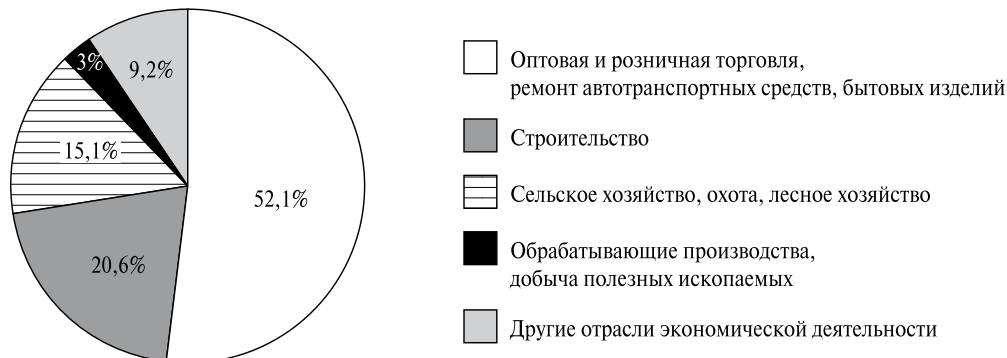 3%
9,2%
15,1%
52,1%
20,6%
Оптовая и розничная торговля,
ремонт автотранспортных средств, бытовых изделий
Строительство
Сельское хозяйство, охота, лесное хозяйство
Обрабатывающие производства,
добыча полезных ископаемых
Другие отрасли экономической деятельности